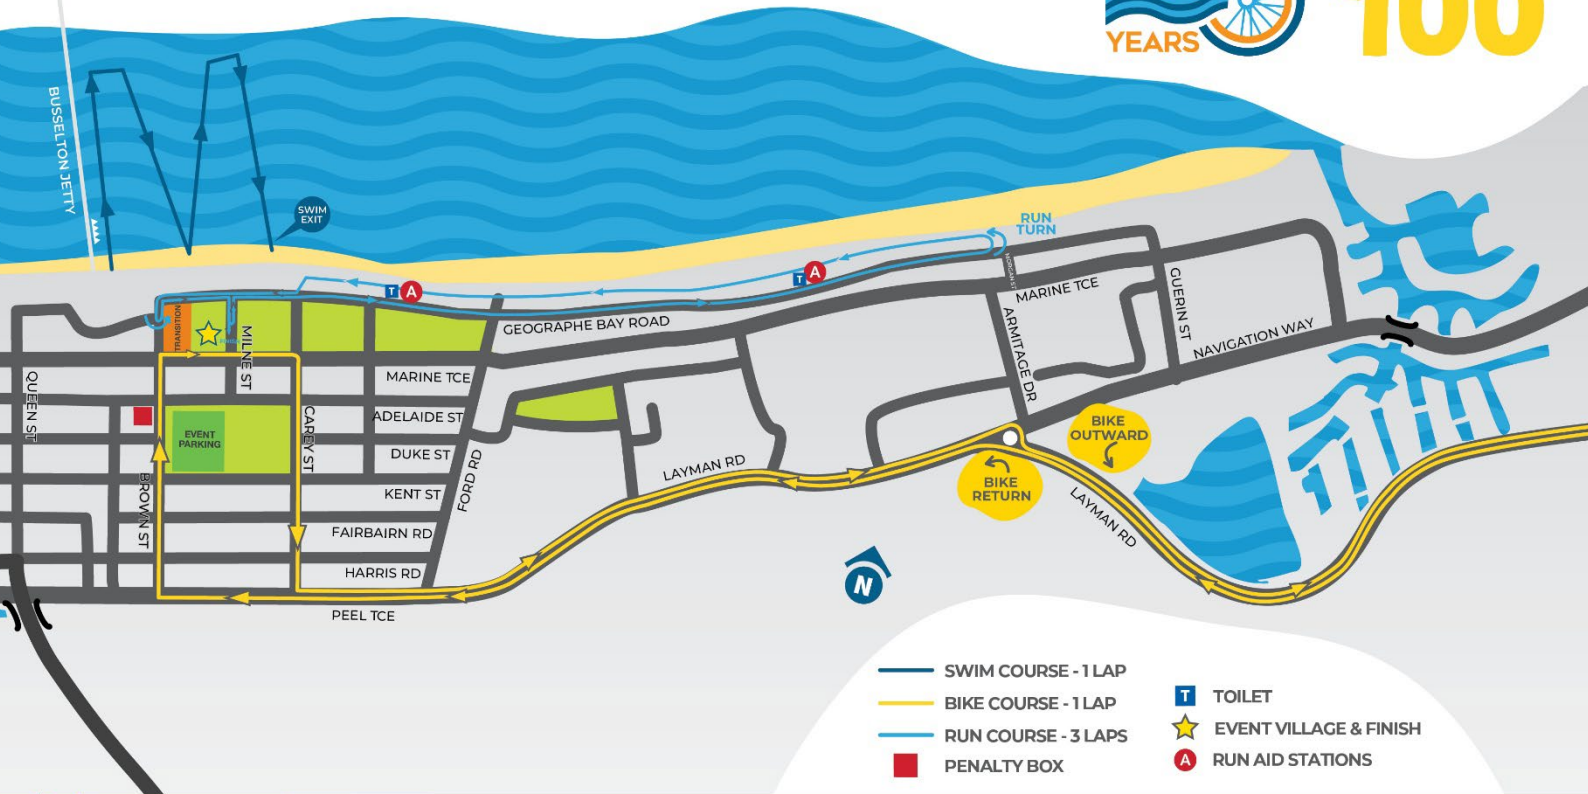 YEARS
100
BUSSELTON JETTY
SWIM
EXIT
RUN
TURN
T
A
T
A
MORGAN ST
MARINE TCE
GUERIN ST
NAVIGATION WAY
TRANSITION
MILNE ST
GEOGRAPHE BAY ROAD
ARMITAGE DR
QUEEN ST
MARINE TCE
ADELAIDE ST
CAREY ST
EVENT
PARKING
DUKE ST
KENT ST
FORD RD
BROWN ST
FAIRBAIRN RD
HARRIS RD
PEEL TCE
LAYMAN RD
BIKE
OUTWARD
BIKE
RETURN
LAYMAN RD
N
SWIM COURSE - 1 LAP
BIKE COURSE - 1 LAP
RUN COURSE - 3 LAPS
PENALTY BOX
T TOILET
EVENT VILLAGE & FINISH
A RUN AID STATIONS